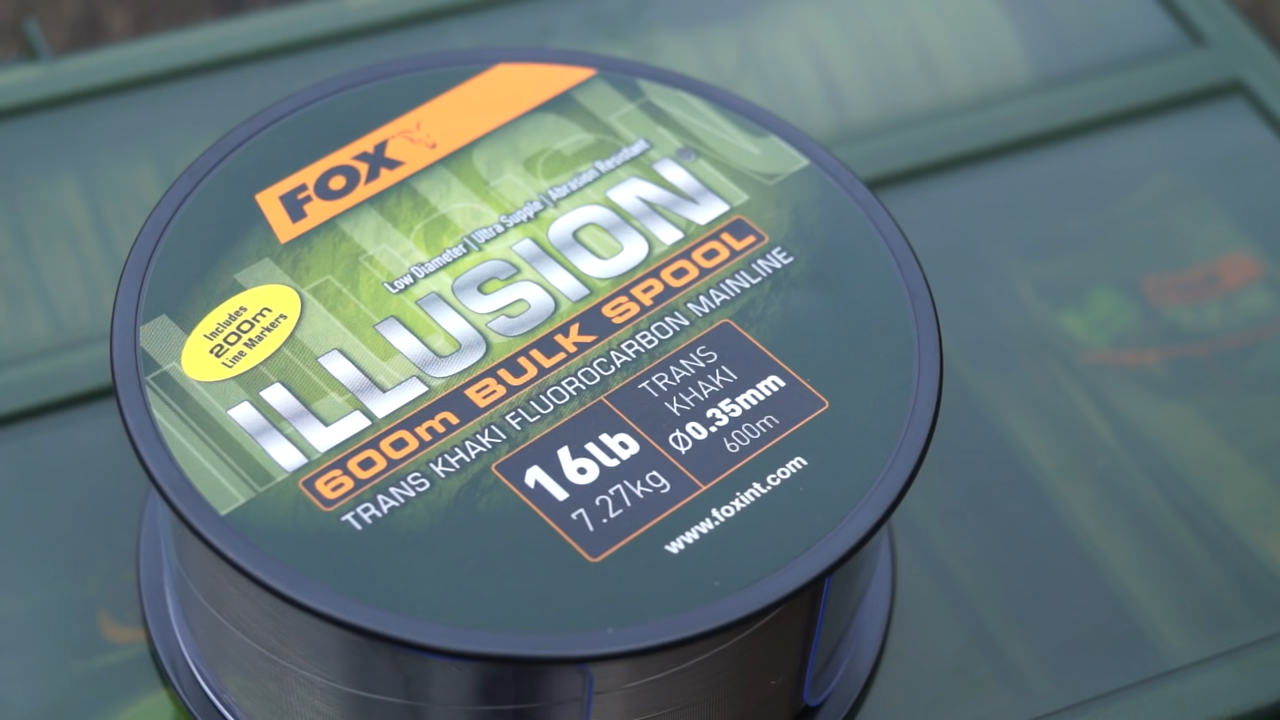 FOX
Low Diameter | Ultra Supple | Abrasion Resistant
ILLUSION®
Includes
200m
Line Markers
600m BULK SPOOL
TRANS KHAKI FLUOROCARBON MAINLINE
16lb
7.27kg
TRANS
KHAKI
Ø0.35mm
600m
www.foxint.com